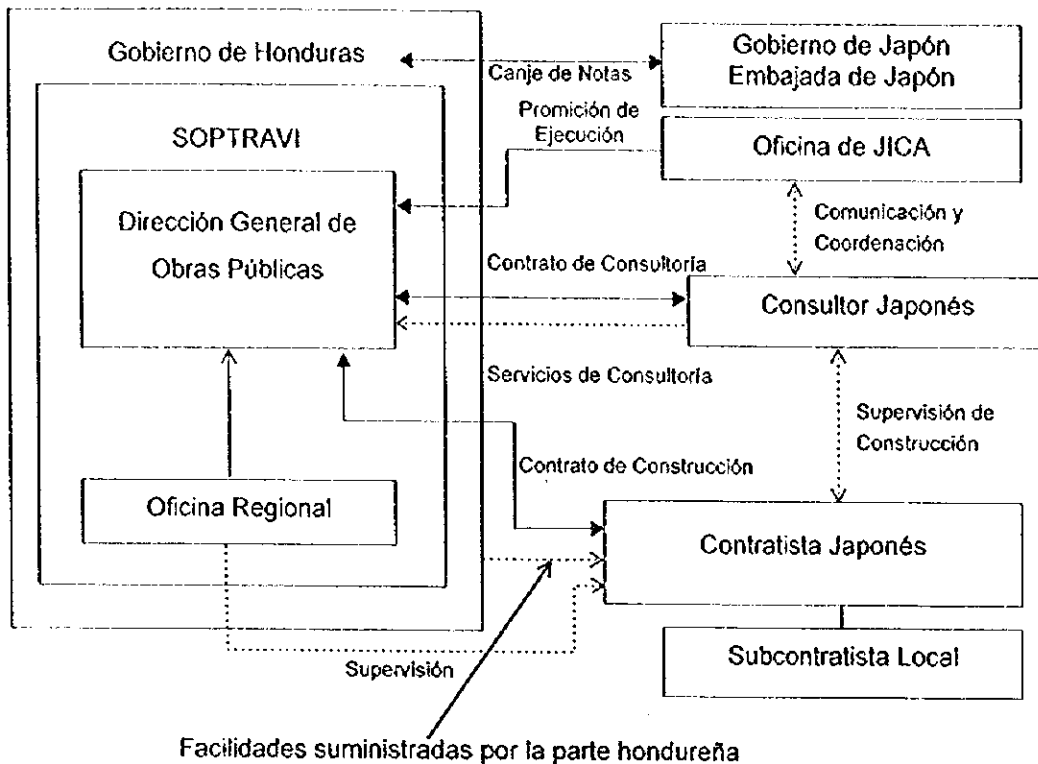 Gobierno de Honduras
Gobierno de Japón
Embajada de Japón
Canje de Notas
Promición de
Ejecución
SOPTRAVI
Oficina de JICA
Dirección General de
Obras Públicas
Comunicación y
Coordenación
Contrato de Consultoría
Consultor Japonés
Servicios de Consultoría
Supervisión de
Construcción
Contrato de Construcción
Oficina Regional
Contratista Japonés
Supervisión
Subcontratista Local
Facilidades suministradas por la parte hondureña